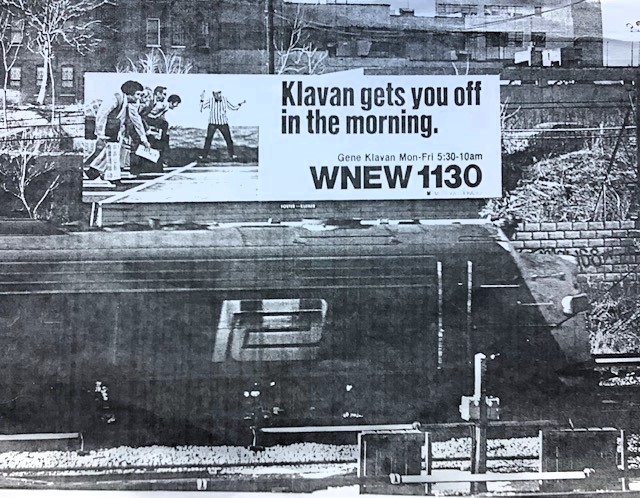 Klavan gets you off
in the morning.
Gene Klavan Mon-Fri 5:30-10am
WNEW 1130